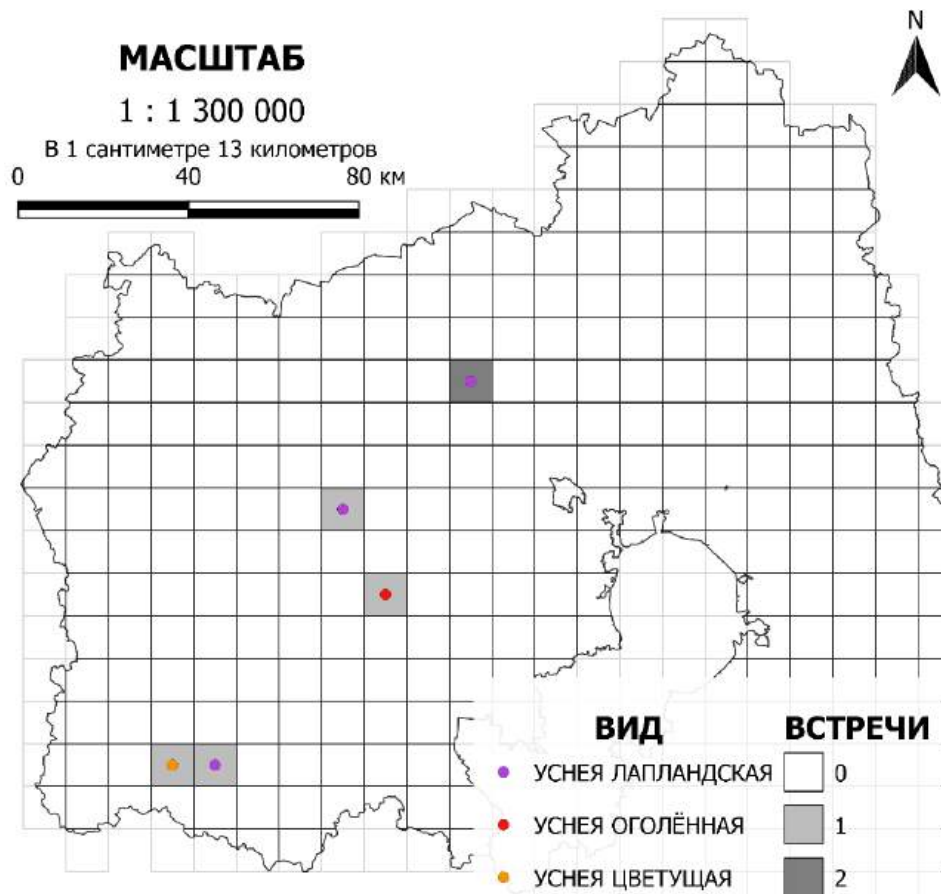 N
МАСШТАБ
1 : 1 300 000
В 1 сантиметре 13 километров
0 40 80 км
ВИД ВСТРЕЧИ
УСНЕЯ ЛАПЛАНДСКАЯ 0
УСНЕЯ ОГОЛЁННАЯ 1
УСНЕЯ ЦВЕТУЩАЯ 2